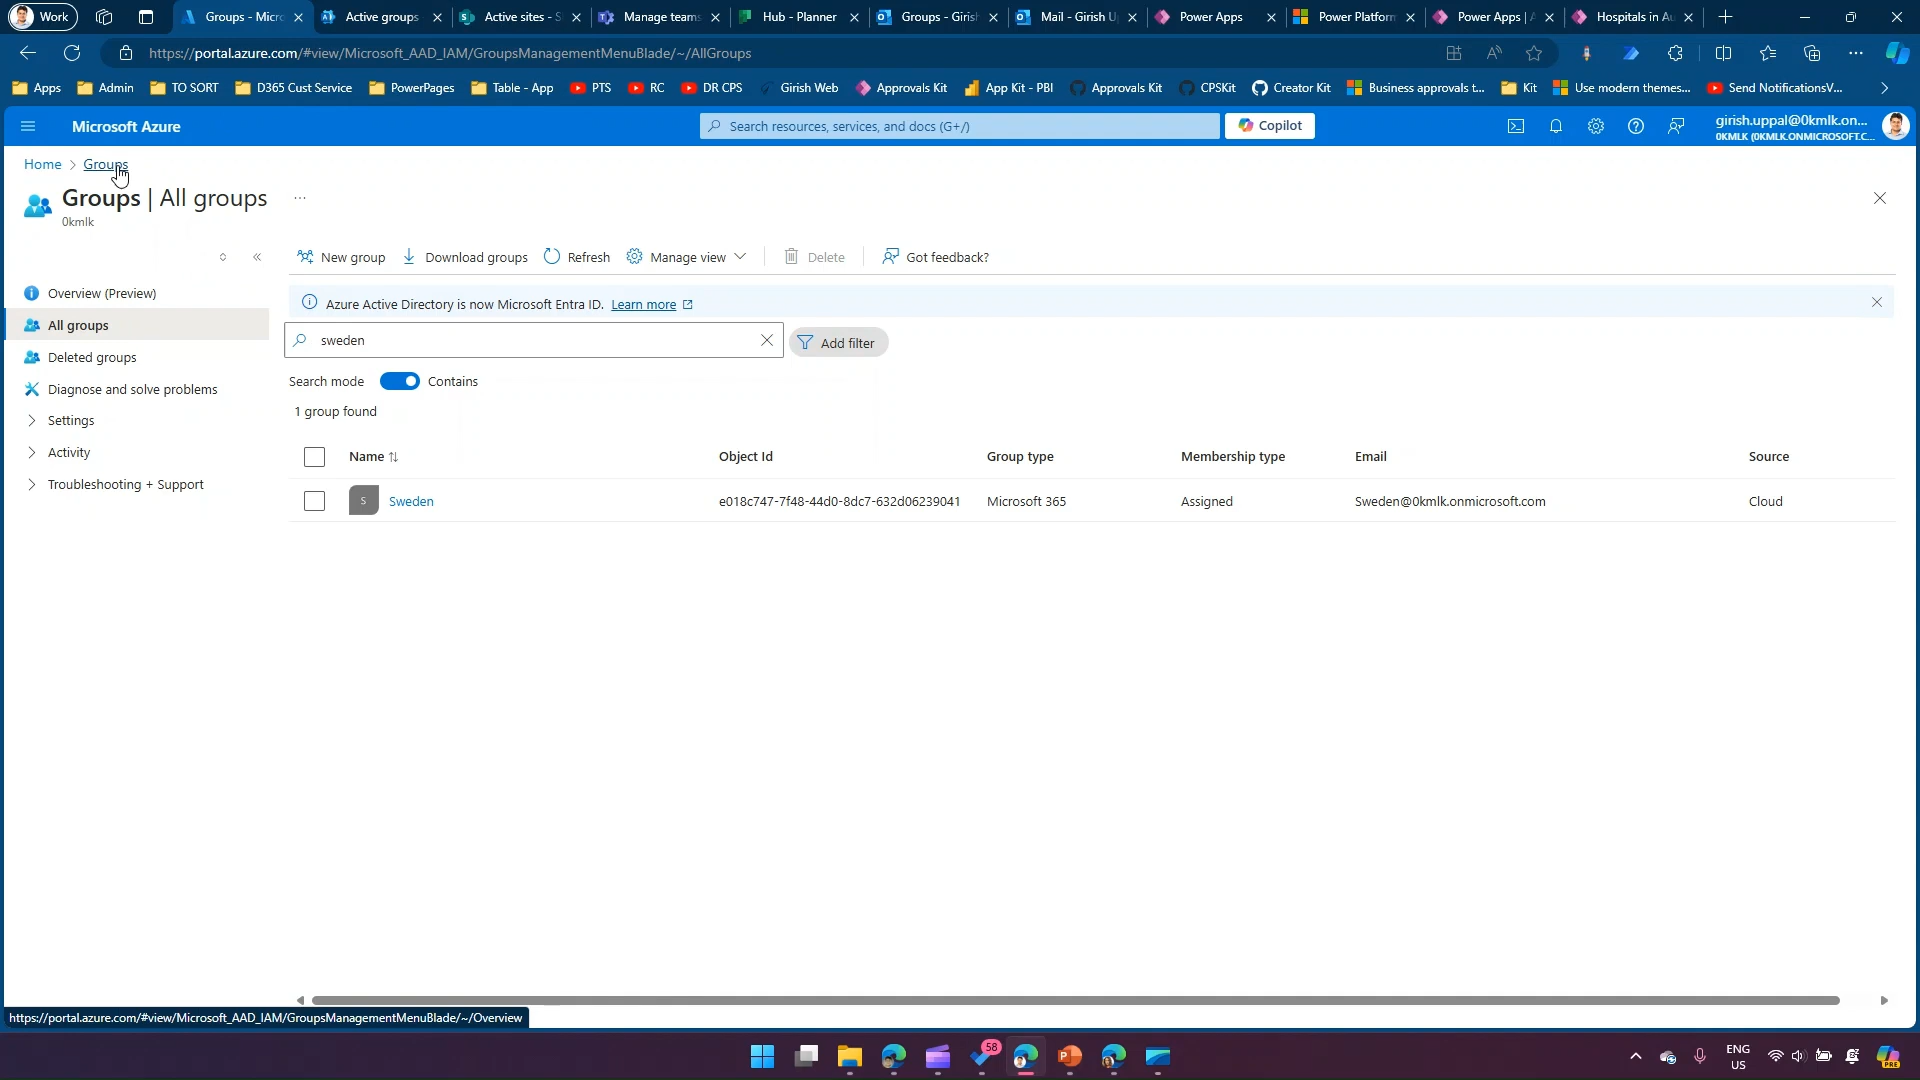 Work
Groups - Micro
Active groups
Active sites - S
Manage teams
Hub - Planner
Groups - Girish
Mail - Girish U
Power Apps
Power Platform
Power Apps | A
Hospitals in Au
https://portal.azure.com/#view/Microsoft_AAD_IAM/GroupsManagementMenuBlade/~/AllGroups
Apps
Admin
TO SORT
D365 Cust Service
PowerPages
Table - App
PTS
RC
DR CPS
Girish Web
Approvals Kit
App Kit - PBI
Approvals Kit
CPSKit
Creator Kit
Business approvals t...
Kit
Use modern themes...
Send NotificationsV...
Microsoft Azure
Search resources, services, and docs (G+/)
Copilot
girish.uppal@0kmlk.on...
0KMLK (0KMLK.ONMICROSOFT.C...
Home > Groups
Groups | All groups
...
0kmlk
New group
Download groups
Refresh
Manage view
Delete
Got feedback?
Overview (Preview)
All groups
Deleted groups
Diagnose and solve problems
Settings
Activity
Troubleshooting + Support
Azure Active Directory is now Microsoft Entra ID. Learn more
sweden
Add filter
Search mode
Contains
1 group found
Name
Object Id
Group type
Membership type
Email
Source
S
Sweden
e018c747-7f48-44d0-8dc7-632d06239041
Microsoft 365
Assigned
Sweden@0kmlk.onmicrosoft.com
Cloud
https://portal.azure.com/#view/Microsoft_AAD_IAM/GroupsManagementMenuBlade/~/Overview
58
ENG
US
PRE